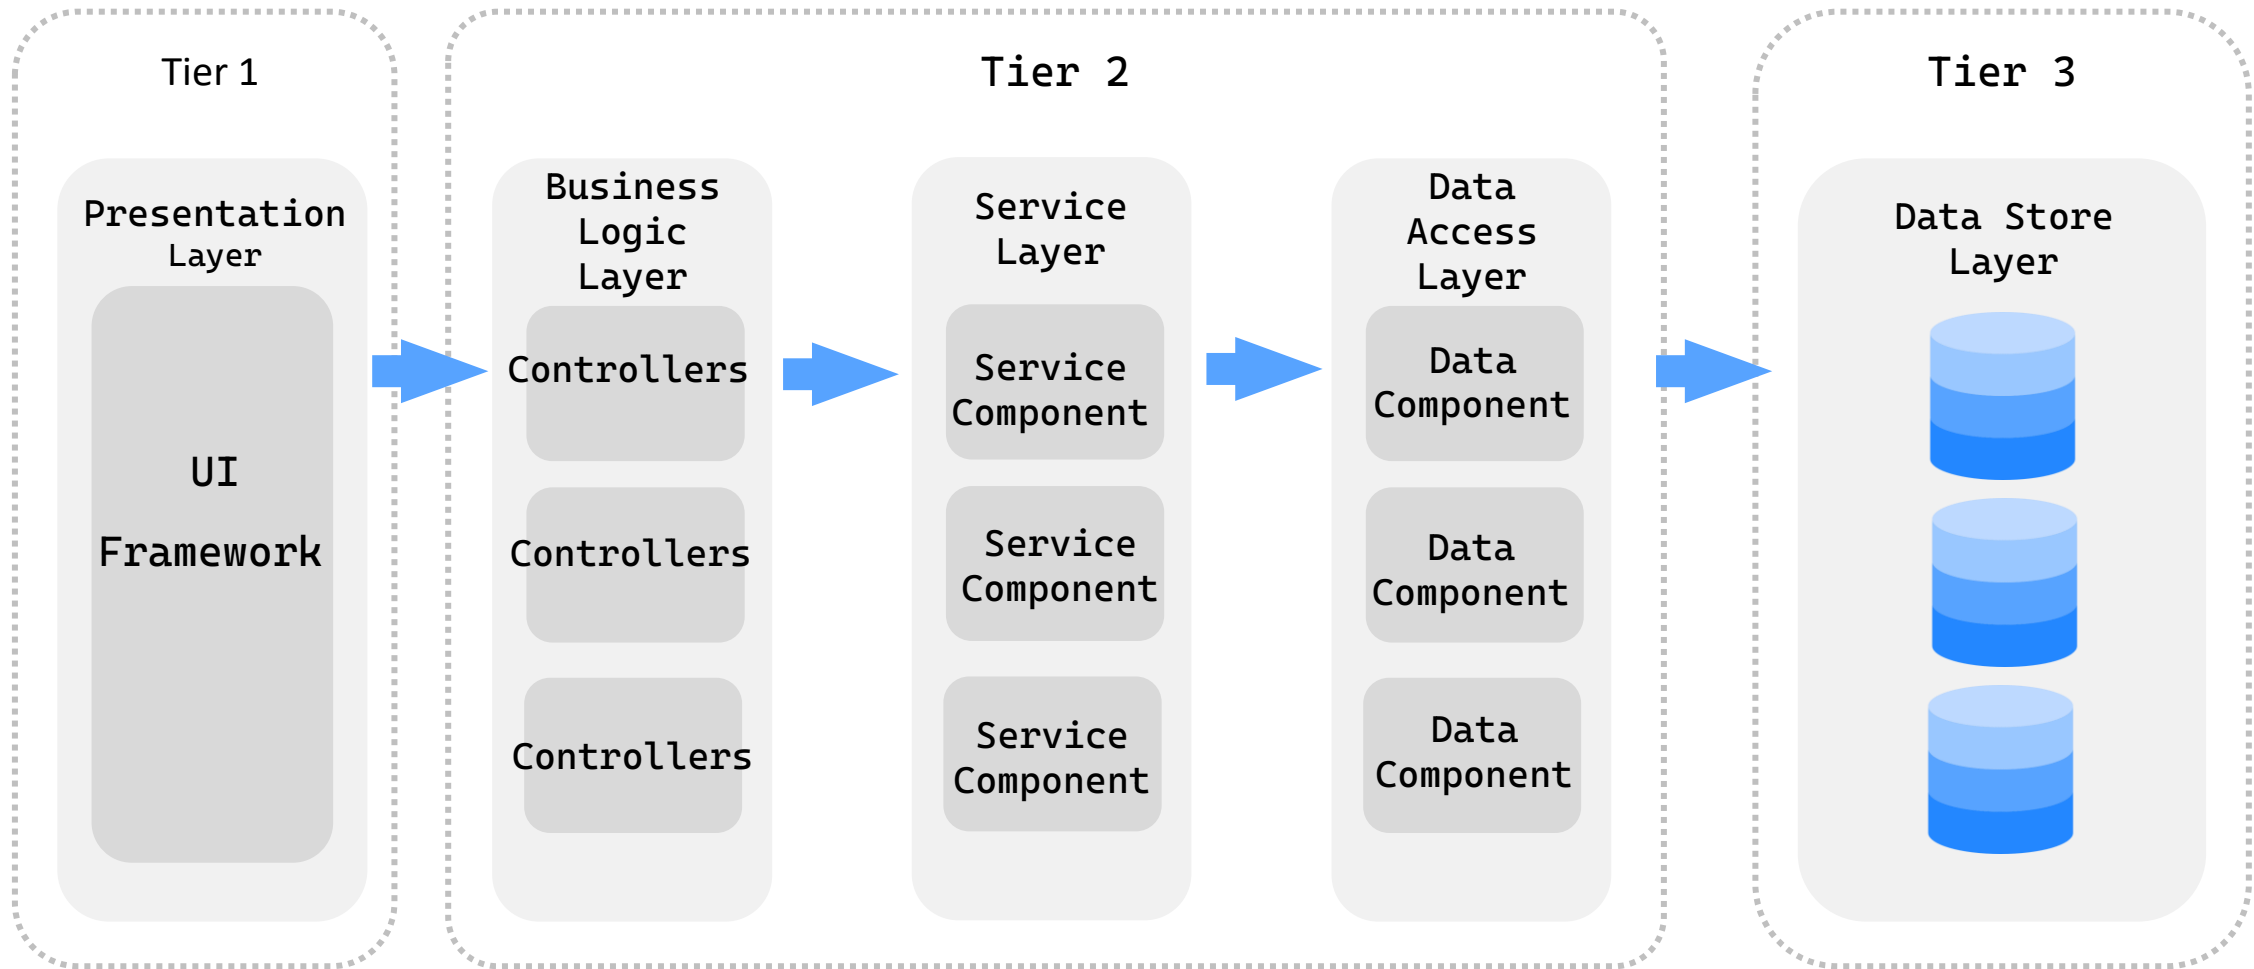 Tier 1
Presentation
Layer
UI
Framework
Tier 2
Business
Logic
Layer
Controllers
Controllers
Controllers
Service
Layer
Service
Component
Service
Component
Service
Component
Data
Access
Layer
Data
Component
Data
Component
Data
Component
Tier 3
Data Store
Layer